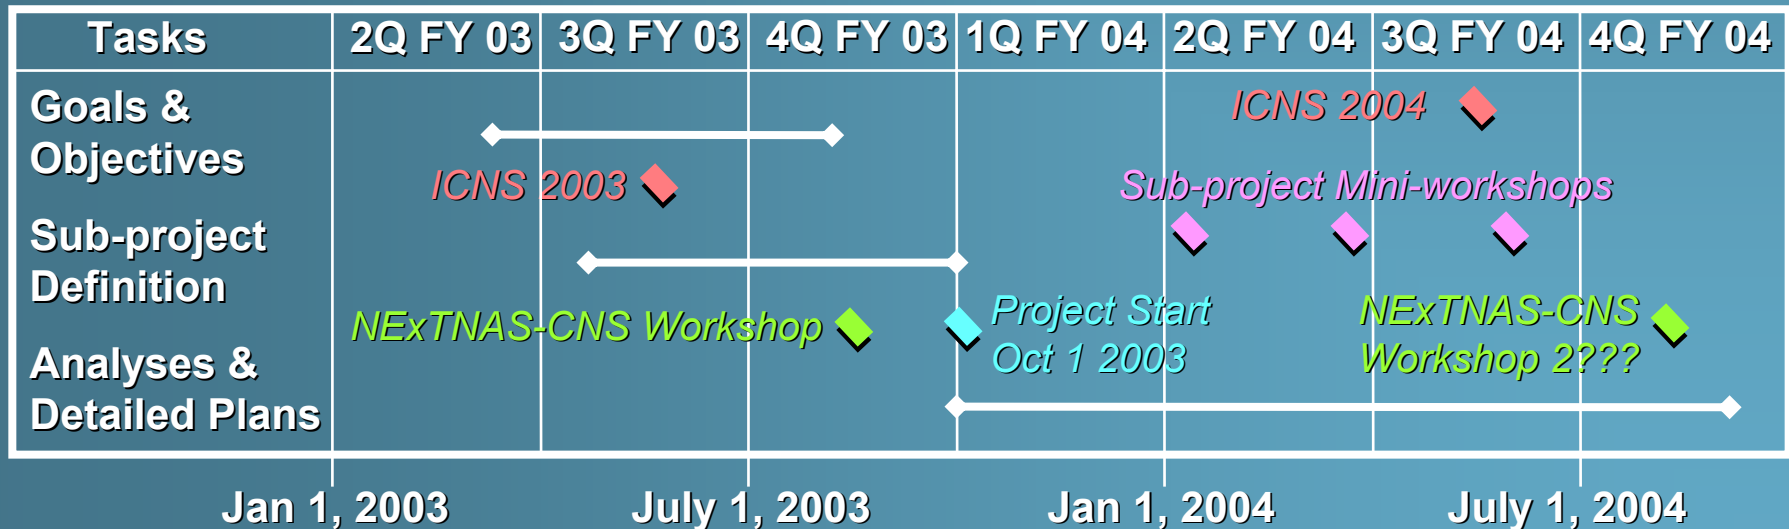 Tasks 2Q FY 03 3Q FY 03 4Q FY 03 1Q FY 04 2Q FY 04 3Q FY 04 4Q FY 04
Goals &
Objectives
ICNS 2004
ICNS 2003
Sub-project Mini-workshops
Sub-project
Definition
NExTNAS-CNS Workshop
Project Start
Oct 1 2003
NExTNAS-CNS
Workshop 2????
Analyses &
Detailed Plans
Jan 1, 2003 July 1, 2003 Jan 1, 2004 July 1, 2004